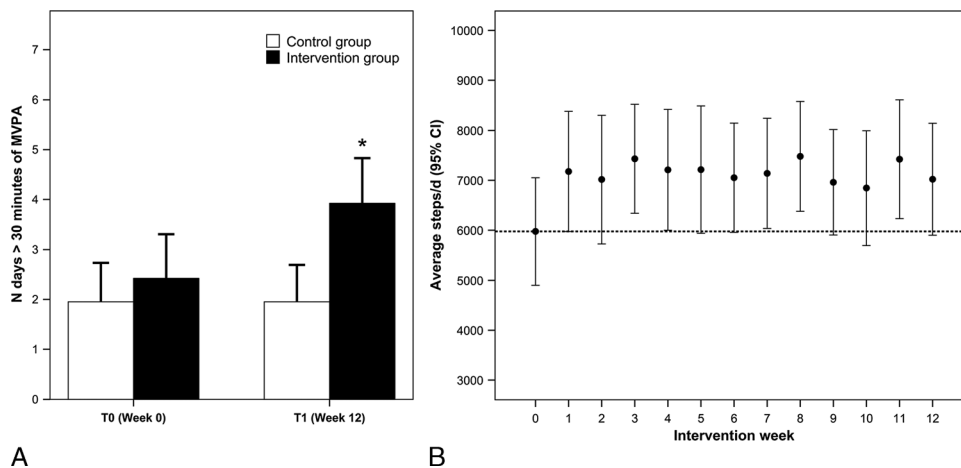 Control group
Intervention group
N days > 30 minutes of MVPA
7
6
5
4
3
2
1
0
*
T0 (Week 0) T1 (Week 12)
A
Average steps/d (95% CI)
10000
9000
8000
7000
6000
5000
4000
3000
0 1 2 3 4 5 6 7 8 9 10 11 12
Intervention week
B